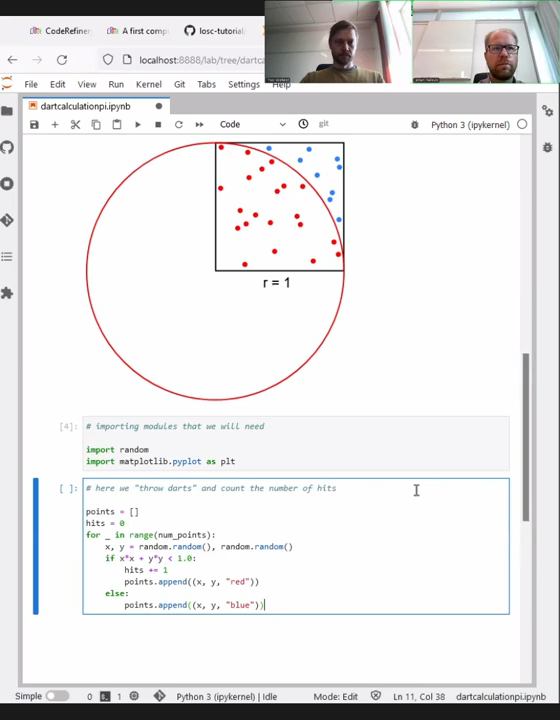 CodeRefine
A first comp
losc-tutorial
localhost:8888/lab/tree/dartc
File Edit View Run Kernel Git Tabs Settings
dartcalculationpi.ipynb
Code
git
Python 3 (ipykernel)
r = 1
[4]: # importing modules that we will need
import random
import matplotlib.pyplot as plt
[ ]: # here we "throw darts" and count the number of hits
points = []
hits = 0
for _ in range(num_points):
x, y = random.random(), random.random()
if x*x + y*y < 1.0:
hits += 1
points.append((x, y, "red"))
else:
points.append((x, y, "blue"))
Simple 0 1 Python 3 (ipykernel) | Idle Mode: Edit Ln 11, Col 38 dartcalculationpi.ipynb